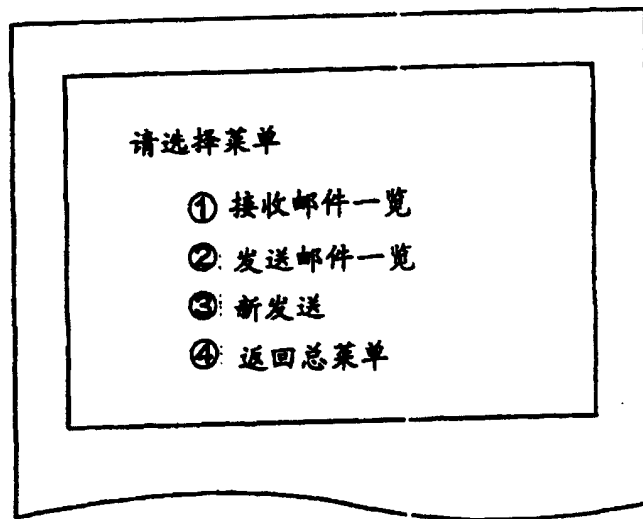 请选择菜单
① 接收邮件一览
②: 发送邮件一览
③: 新发送
④: 返回总菜单